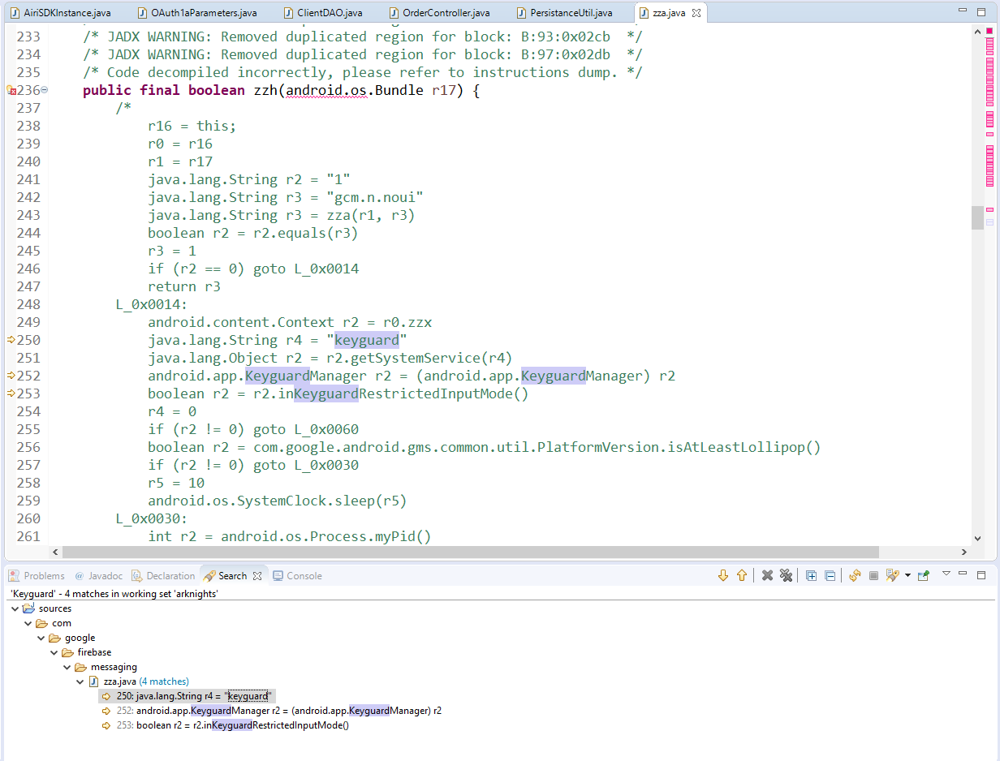 AiriSDKInstance.java OAuth1aParameters.java ClientDAO.java OrderController.java PersistanceUtil.java zza.java
233 /* JADX WARNING: Removed duplicated region for block: B:93:0x02cb */
234 /* JADX WARNING: Removed duplicated region for block: B:97:0x02db */
235 /* Code decompiled incorrectly, please refer to instructions dump. */
236 public final boolean zzh(android.os.Bundle r17) {
237 /*
238 r16 = this;
239 r0 = r16
240 r1 = r17
241 java.lang.String r2 = "1"
242 java.lang.String r3 = "gcm.n.noui"
243 java.lang.String r3 = zza(r1, r3)
244 boolean r2 = r2.equals(r3)
245 r3 = 1
246 if (r2 == 0) goto L_0x0014
247 return r3
248 L_0x0014:
249 android.content.Context r2 = r0.zzx
250 java.lang.String r4 = "keyguard"
251 java.lang.Object r2 = r2.getSystemService(r4)
252 android.app.KeyguardManager r2 = (android.app.KeyguardManager) r2
253 boolean r2 = r2.inKeyguardRestrictedInputMode()
254 r4 = 0
255 if (r2 != 0) goto L_0x0060
256 boolean r2 = com.google.android.gms.common.util.PlatformVersion.isAtLeastLollipop()
257 if (r2 != 0) goto L_0x0030
258 r5 = 10
259 android.os.SystemClock.sleep(r5)
260 L_0x0030:
261 int r2 = android.os.Process.myPid()
Problems @ Javadoc Declaration Search Console
'Keyguard' - 4 matches in working set 'arknights'
sources
com
google
firebase
messaging
zza.java (4 matches)
250: java.lang.String r4 = "keyguard"
252: android.app.KeyguardManager r2 = (android.app.KeyguardManager) r2
253: boolean r2 = r2.inKeyguardRestrictedInputMode()